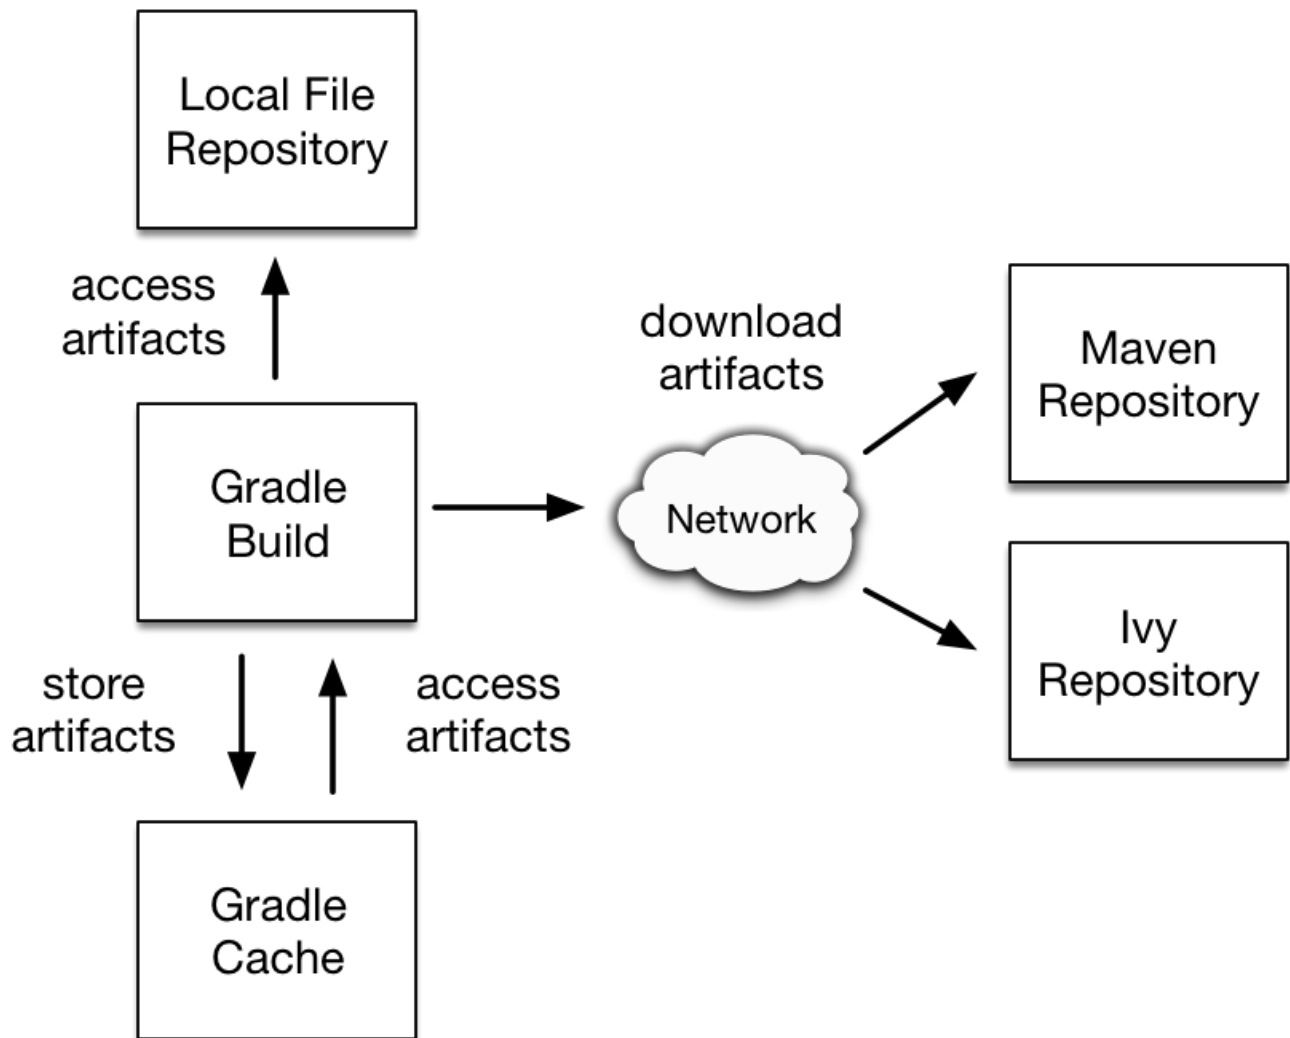 Local File
Repository
access
artifacts
download
artifacts
Maven
Repository
Gradle
Build
Network
Ivy
Repository
store
artifacts
access
artifacts
Gradle
Cache